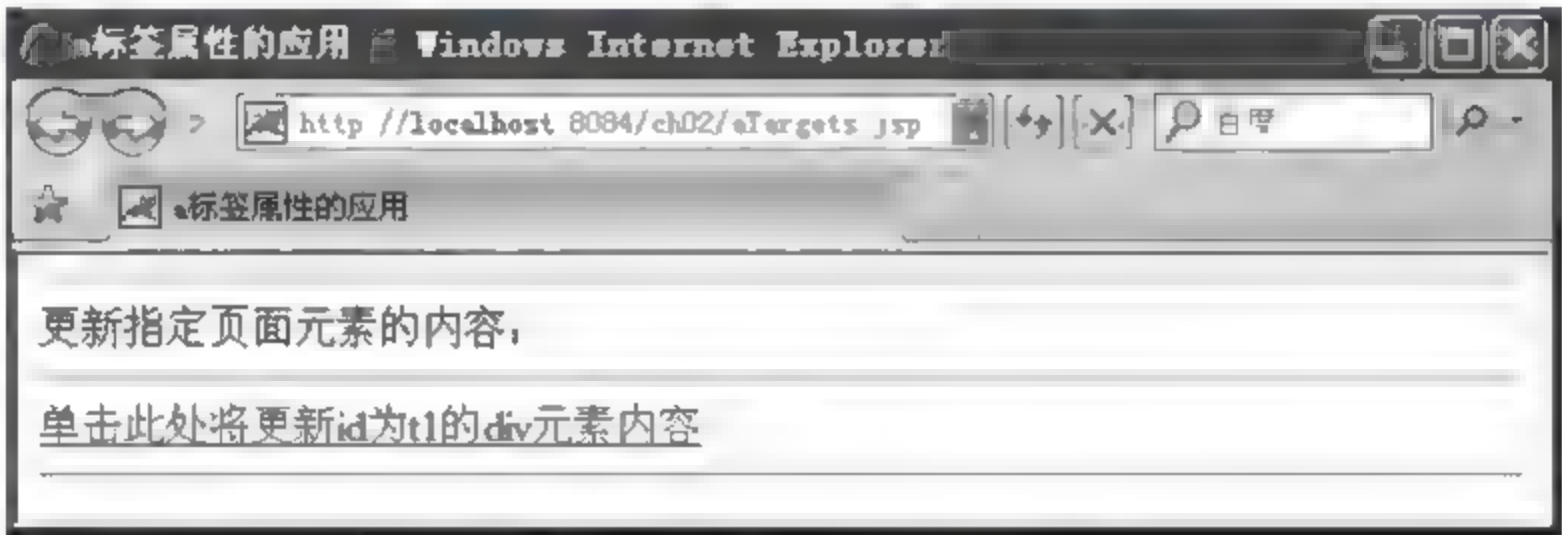 a标签属性的应用 Windows Internet Explorer
http //localhost 8084/ch02/aTargets jsp
a标签属性的应用
更新指定页面元素的内容：
单击此处将更新id为t1的div元素内容